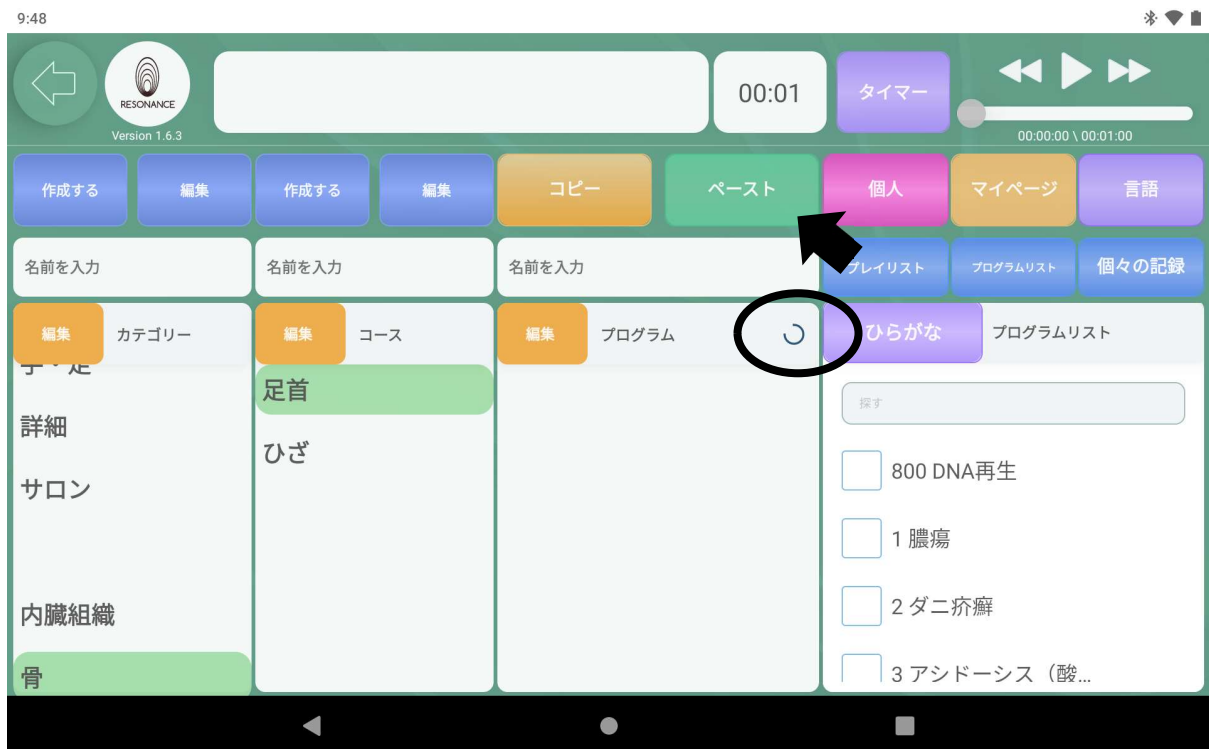 9:48
RESONANCE
Version 1.6.3
00:01
タイマー
00:00:00 \ 00:01:00
作成する
編集
作成する
編集
コピー
ペースト
個人
マイページ
言語
名前を入力
名前を入力
名前を入力
プレイリスト
プログラムリスト
個々の記録
編集
カテゴリー
編集
コース
編集
プログラム
ひらがな
プログラムリスト
手・足
詳細
サロン
内臓組織
骨
足首
ひざ
探す
800 DNA再生
1 膿瘍
2 ダニ疥癬
3 アシドーシス（酸...